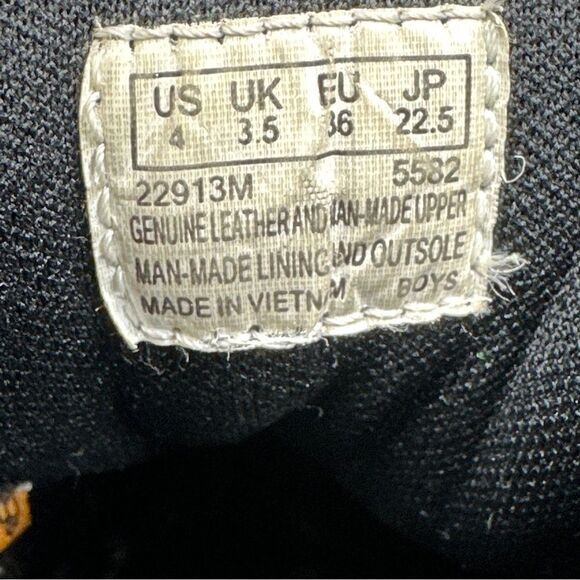 US UK EU JP
4 3.5 36 22.5
22913M 5582
GENUINE LEATHER AND MAN-MADE UPPER
MAN-MADE LINING AND OUTSOLE
MADE IN VIETNAM BOYS